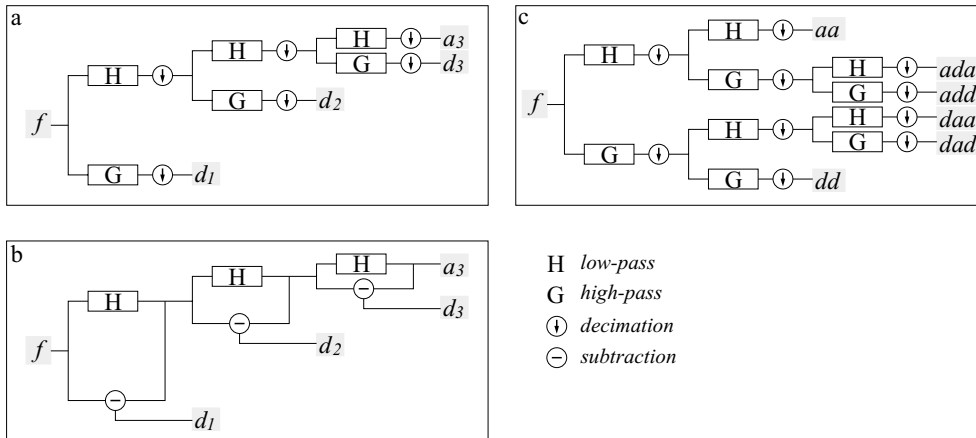 a
H
a3
H
G
d3
H
G
d2
f
G
d1
c
H
aa
H
H
ada
G
G
add
f
H
daa
H
G
dad
G
G
dd
b
H
a3
H
H
d3
f
d2
d1
H low-pass
G high-pass
decimation
subtraction